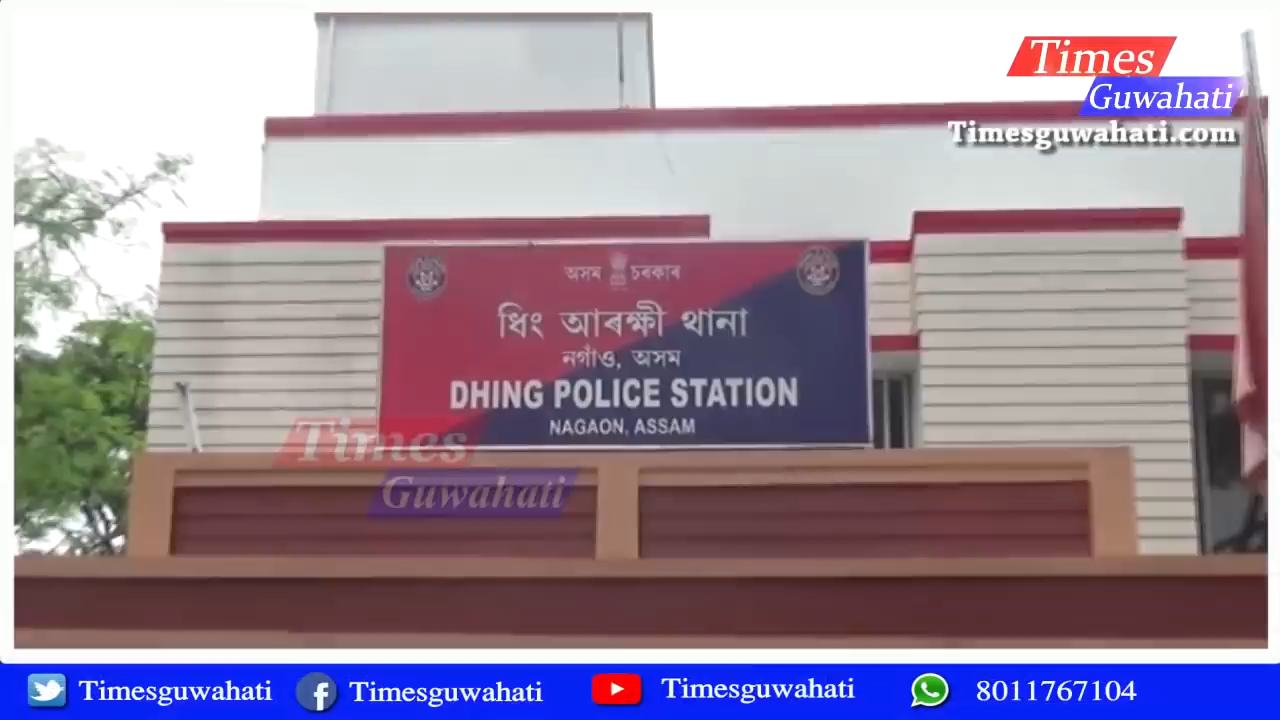 Times
Guwahati
Timesguwahati.com
অসম চৰকাৰ
ধিং আৰক্ষী থানা
নগাঁও, অসম
DHING POLICE STATION
NAGAON, ASSAM
Times
Guwahati
Timesguwahati
Timesguwahati
Timesguwahati
8011767104